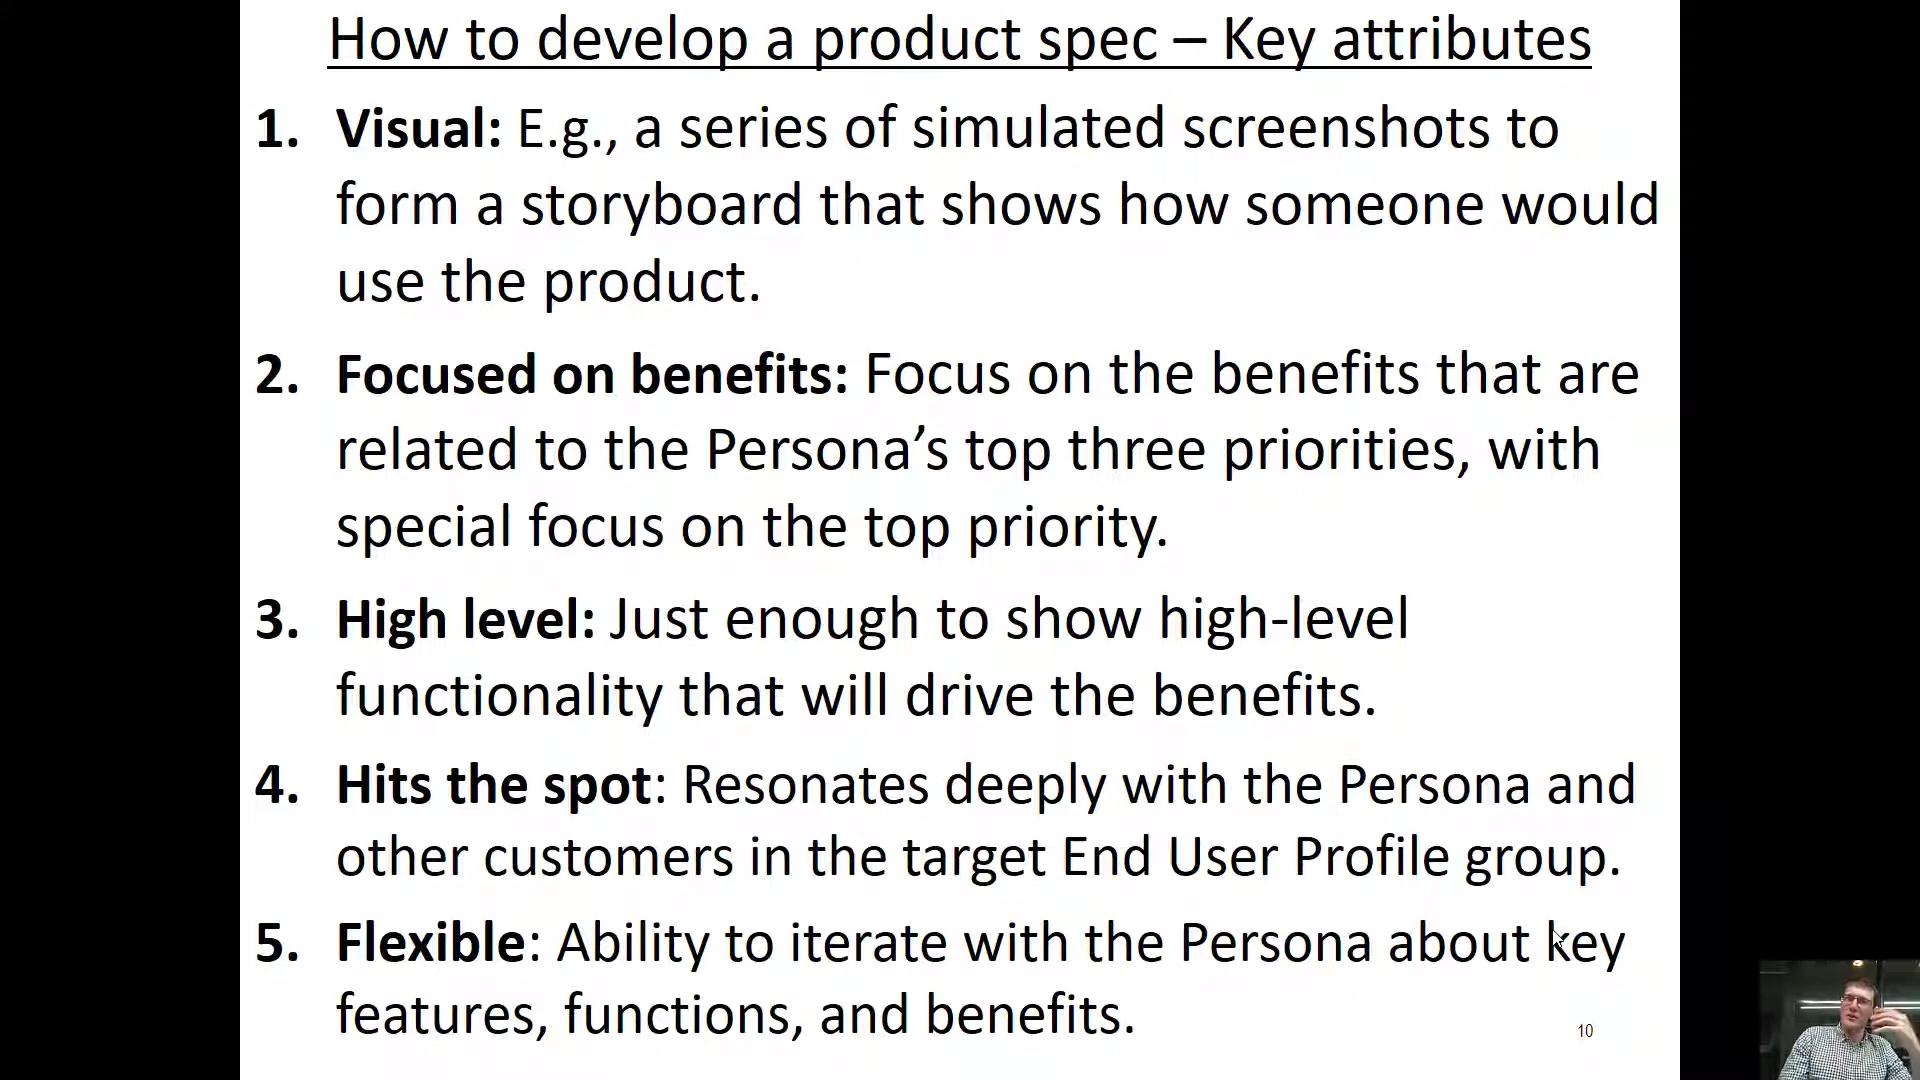 How to develop a product spec – Key attributes
1. Visual: E.g., a series of simulated screenshots to
form a storyboard that shows how someone would
use the product.
2. Focused on benefits: Focus on the benefits that are
related to the Persona’s top three priorities, with
special focus on the top priority.
3. High level: Just enough to show high-level
functionality that will drive the benefits.
4. Hits the spot: Resonates deeply with the Persona and
other customers in the target End User Profile group.
5. Flexible: Ability to iterate with the Persona about key
features, functions, and benefits.
10